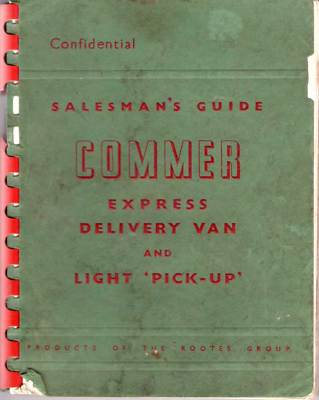 Confidential
SALESMAN'S GUIDE
COMMER
EXPRESS
DELIVERY VAN
AND
LIGHT 'PICK-UP'
PRODUCTS OF THE ROOTES GROUP